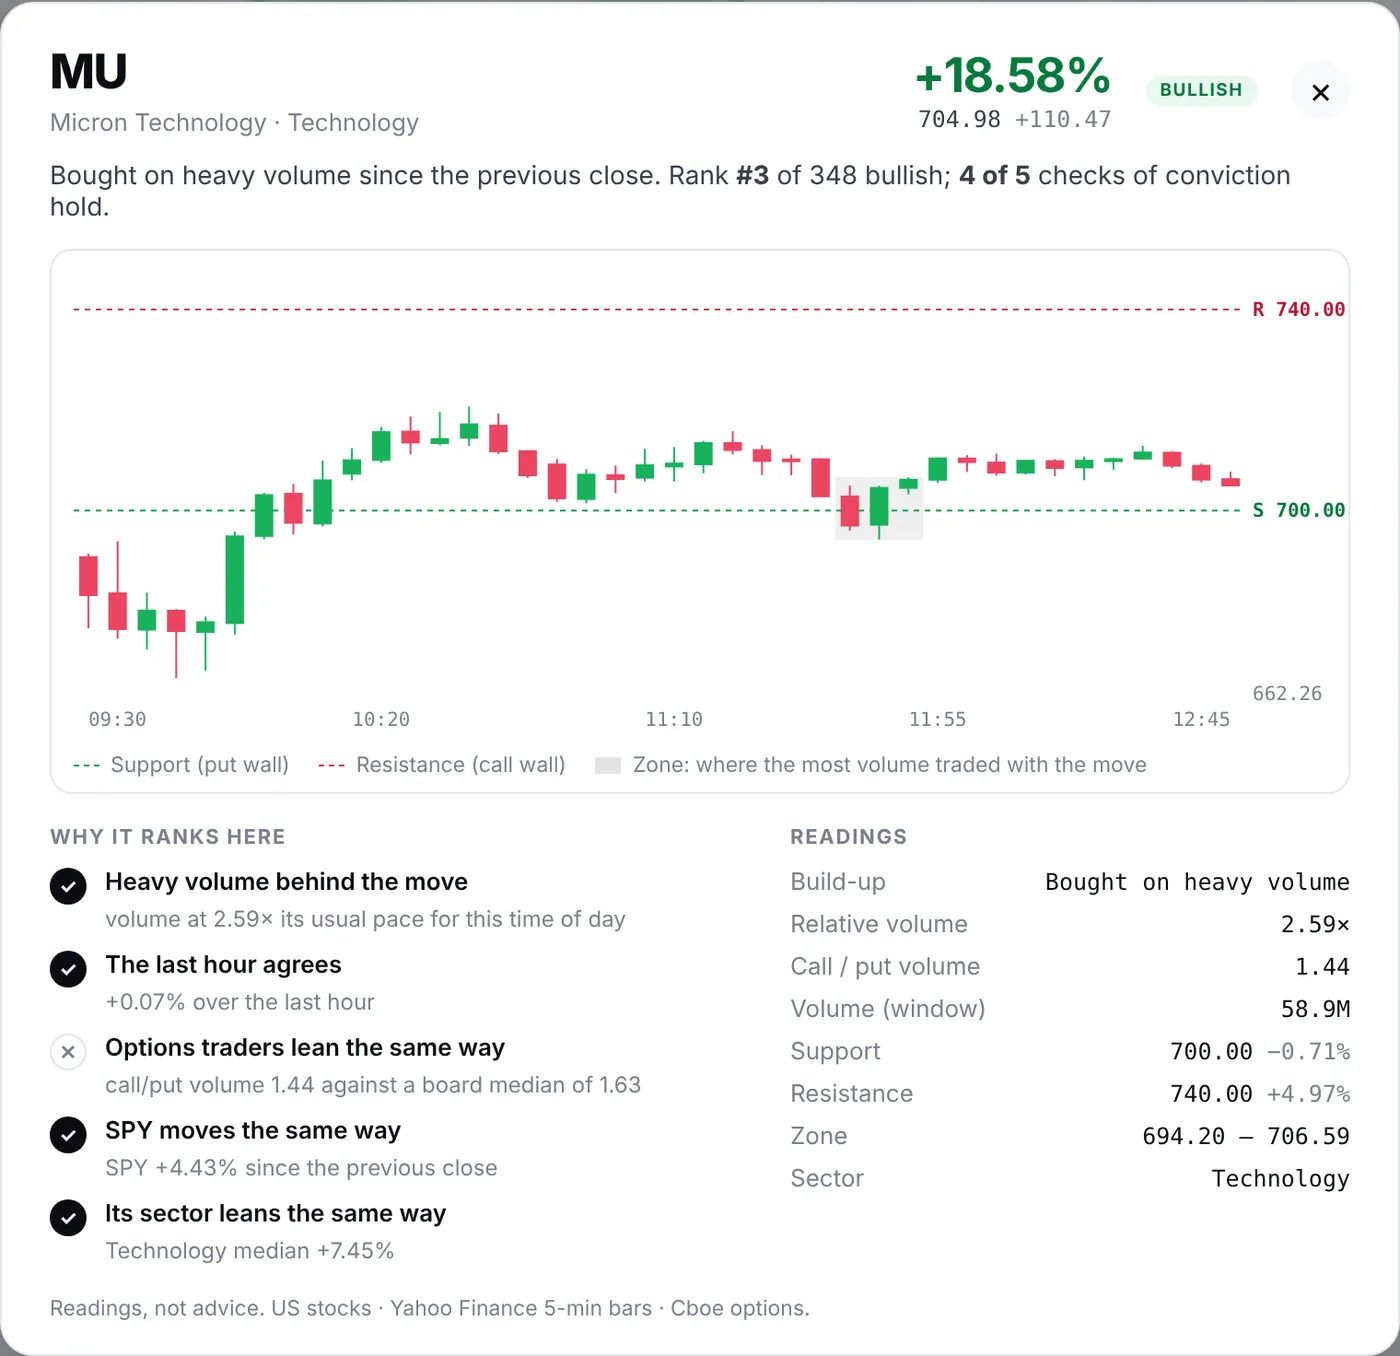 MU
Micron Technology · Technology
+18.58%
704.98 +110.47
BULLISH
Bought on heavy volume since the previous close. Rank #3 of 348 bullish; 4 of 5 checks of conviction
hold.
R 740.00
S 700.00
662.26
09:30 10:20 11:10 11:55 12:45
Support (put wall) Resistance (call wall) Zone: where the most volume traded with the move
WHY IT RANKS HERE
Heavy volume behind the move
volume at 2.59× its usual pace for this time of day
The last hour agrees
+0.07% over the last hour
Options traders lean the same way
call/put volume 1.44 against a board median of 1.63
SPY moves the same way
SPY +4.43% since the previous close
Its sector leans the same way
Technology median +7.45%
READINGS
Build-up Bought on heavy volume
Relative volume 2.59×
Call / put volume 1.44
Volume (window) 58.9M
Support 700.00 −0.71%
Resistance 740.00 +4.97%
Zone 694.20 – 706.59
Sector Technology
Readings, not advice. US stocks · Yahoo Finance 5-min bars · Cboe options.